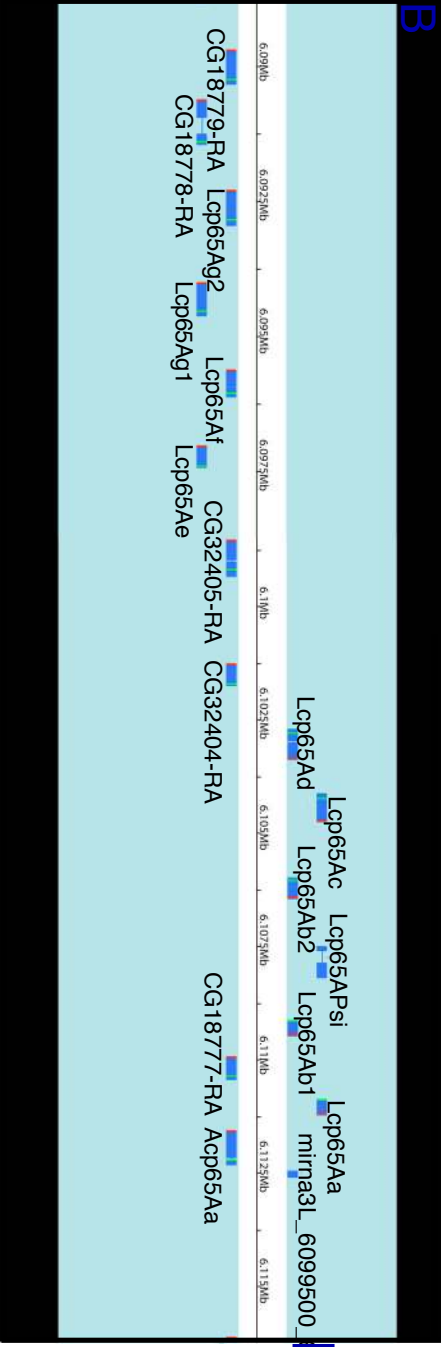 B
Lcp65Ac
Lcp65APsi
Lcp65Aa
Lcp65Ad
Lcp65Ab2
Lcp65Ab1
mirna3L_6099500_
6.09Mb
6.0925Mb
6.095Mb
6.0975Mb
6.1Mb
6.1025Mb
6.105Mb
6.1075Mb
6.11Mb
6.1125Mb
6.115Mb
CG18779-RA
Lcp65Ag2
Lcp65Af
CG32405-RA
CG32404-RA
CG18777-RA
Acp65Aa
CG18778-RA
Lcp65Ag1
Lcp65Ae